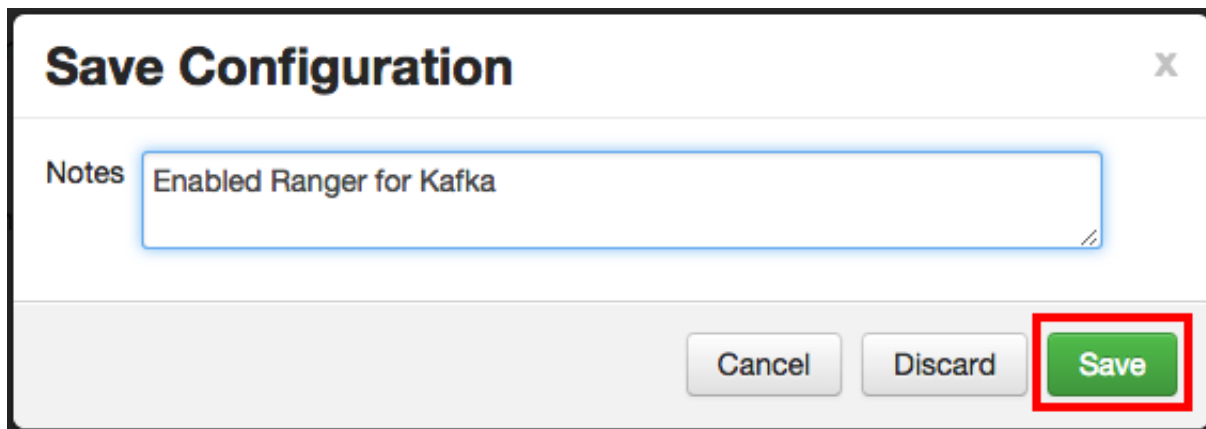 Save Configuration x
Notes Enabled Ranger for Kafka
Cancel Discard Save